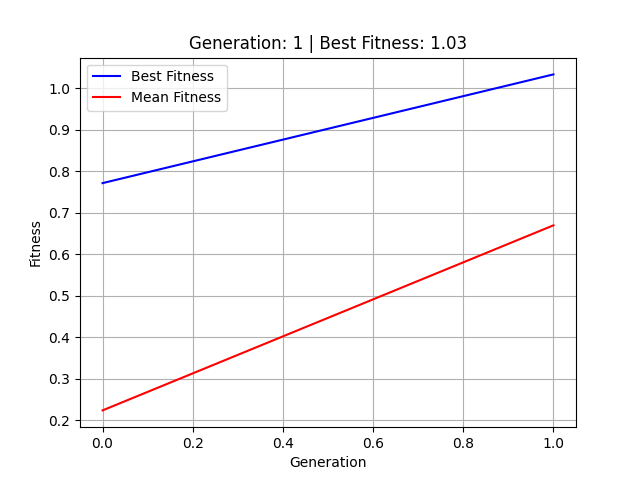 Generation: 1 | Best Fitness: 1.03
Best Fitness
Mean Fitness
Fitness
1.0
0.9
0.8
0.7
0.6
0.5
0.4
0.3
0.2
0.0 0.2 0.4 0.6 0.8 1.0
Generation